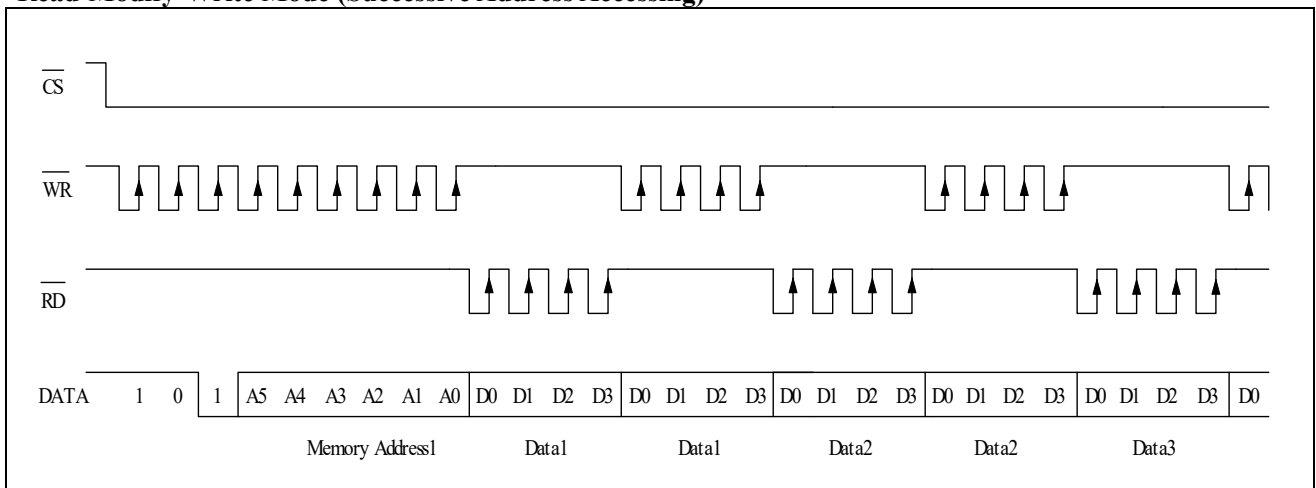 Read-Modify-Write Mode (Successive Address Accessing)
CS
WR
RD
DATA 1 0 1 A5 A4 A3 A2 A1 A0 D0 D1 D2 D3 D0 D1 D2 D3 D0 D1 D2 D3 D0 D1 D2 D3 D0 D1 D2 D3 D0
Memory Address1 Data1 Data1 Data2 Data2 Data3